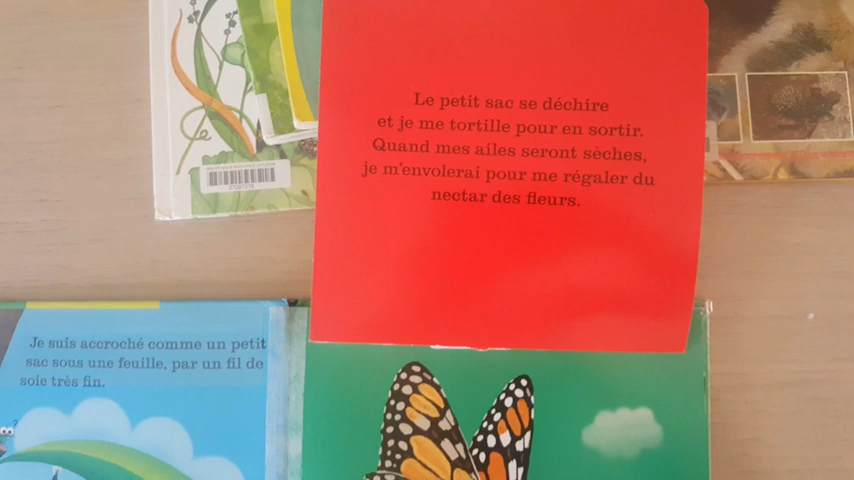 Le petit sac se déchire
et je me tortille pour en sortir.
Quand mes ailes seront sèches,
je m'envolerai pour me régaler du
nectar des fleurs.
Je suis accroché comme un petit
sac sous une feuille, par un fil de
soie très fin.